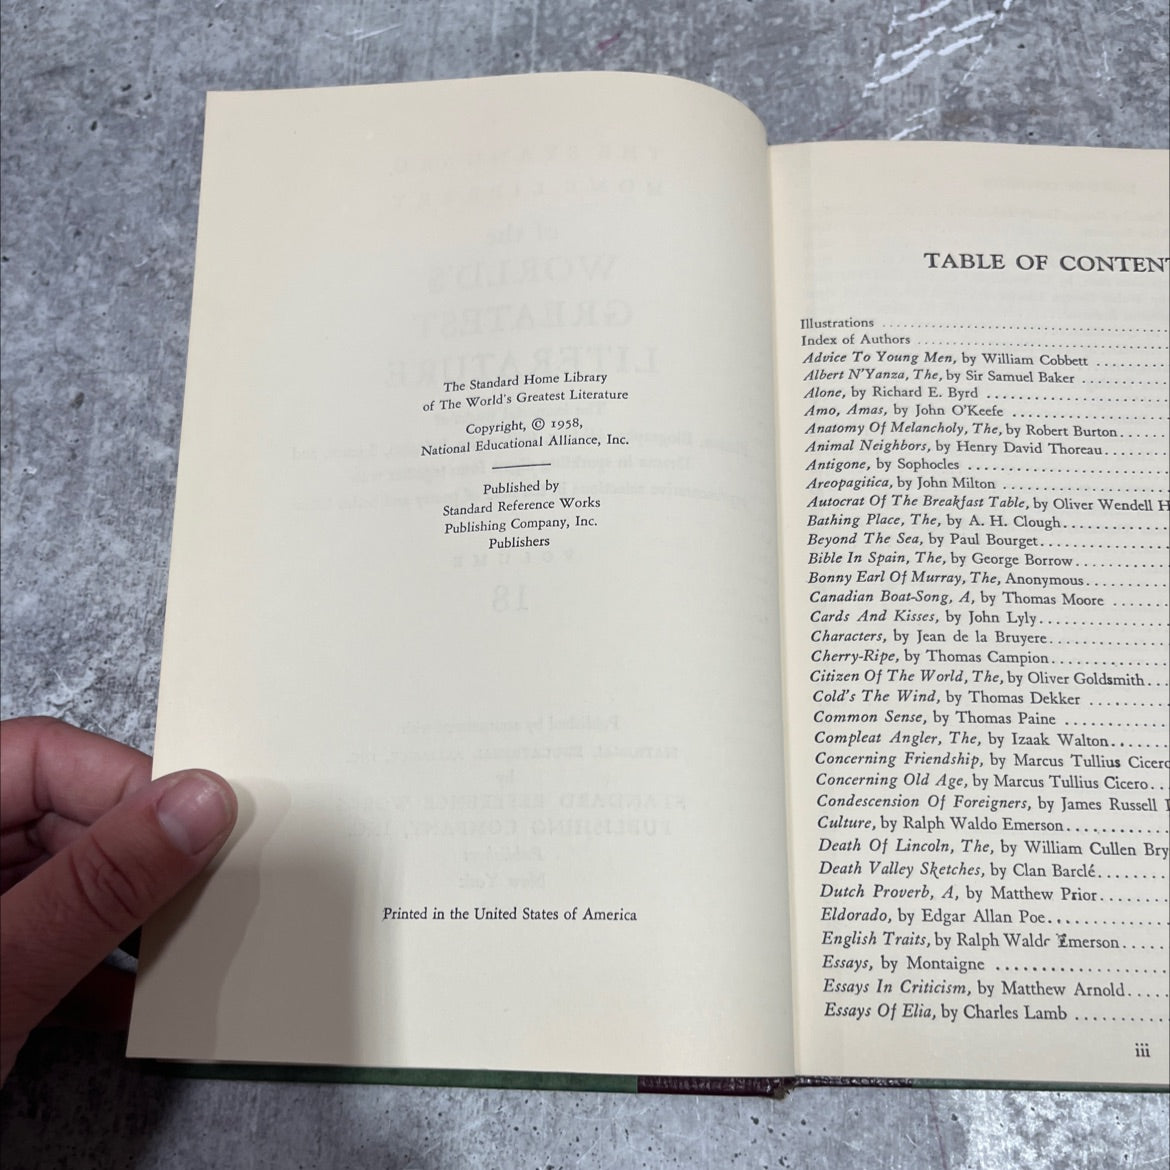 The Standard Home Library
of The World's Greatest Literature
Copyright, © 1958,
National Educational Alliance, Inc.
Published by
Standard Reference Works
Publishing Company, Inc.
Publishers
Printed in the United States of America
TABLE OF CONTENT
Illustrations
Index of Authors
Advice To Young Men, by William Cobbett
Albert N'Yanza, The, by Sir Samuel Baker
Alone, by Richard E. Byrd
Amo, Amas, by John O'Keefe
Anatomy Of Melancholy, The, by Robert Burton
Animal Neighbors, by Henry David Thoreau
Antigone, by Sophocles
Areopagitica, by John Milton
Autocrat Of The Breakfast Table, by Oliver Wendell H
Bathing Place, The, by A. H. Clough
Beyond The Sea, by Paul Bourget
Bible In Spain, The, by George Borrow
Bonny Earl Of Murray, The, Anonymous
Canadian Boat-Song, A, by Thomas Moore
Cards And Kisses, by John Lyly
Characters, by Jean de la Bruyere
Cherry-Ripe, by Thomas Campion
Citizen Of The World, The, by Oliver Goldsmith
Cold's The Wind, by Thomas Dekker
Common Sense, by Thomas Paine
Compleat Angler, The, by Izaak Walton
Concerning Friendship, by Marcus Tullius Cicero
Concerning Old Age, by Marcus Tullius Cicero
Condescension Of Foreigners, by James Russell
Culture, by Ralph Waldo Emerson
Death Of Lincoln, The, by William Cullen Bry
Death Valley Sketches, by Clan Barclé
Dutch Proverb, A, by Matthew Prior
Eldorado, by Edgar Allan Poe
English Traits, by Ralph Waldo Emerson
Essays, by Montaigne
Essays In Criticism, by Matthew Arnold
Essays Of Elia, by Charles Lamb
iii